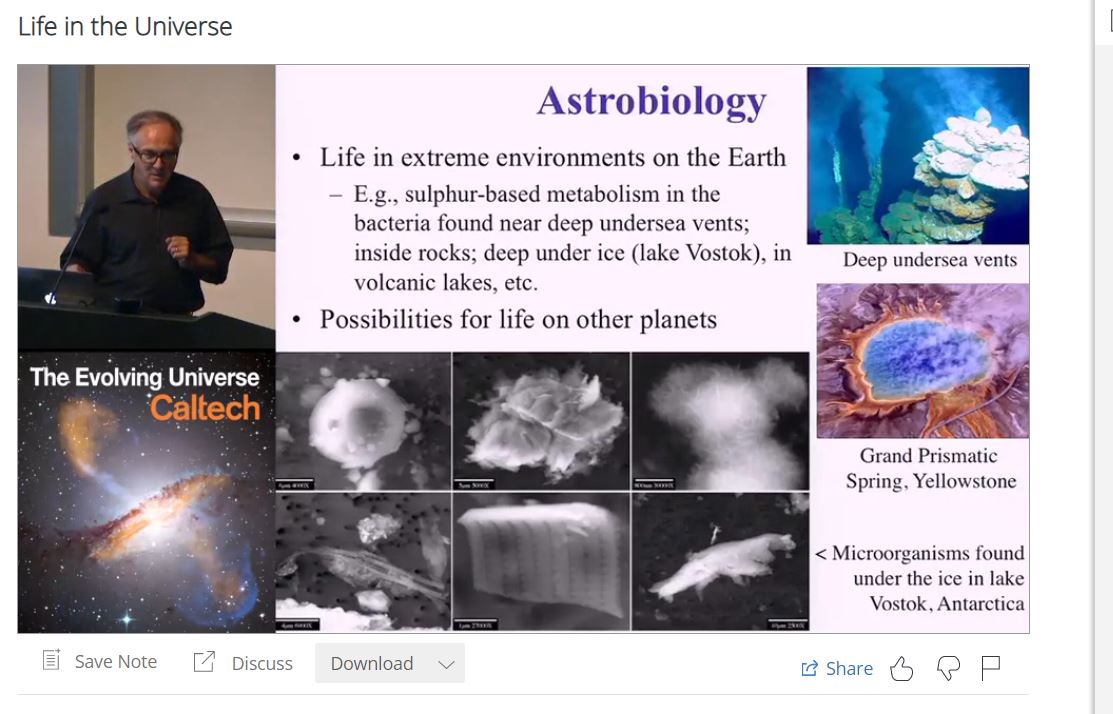 Life in the Universe
Astrobiology
• Life in extreme environments on the Earth
– E.g., sulphur-based metabolism in the
bacteria found near deep undersea vents;
inside rocks; deep under ice (lake Vostok), in
volcanic lakes, etc.
• Possibilities for life on other planets
Deep undersea vents
The Evolving Universe
Caltech
Grand Prismatic
Spring, Yellowstone
< Microorganisms found
under the ice in lake
Vostok, Antarctica
Save Note
Discuss
Download
Share